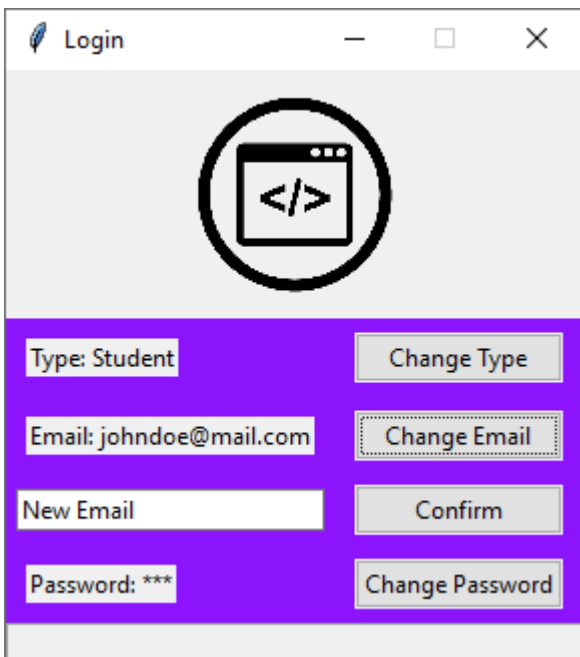 Login
</>
Type: Student
Change Type
Email: johndoe@mail.com
Change Email
New Email
Confirm
Password: ***
Change Password